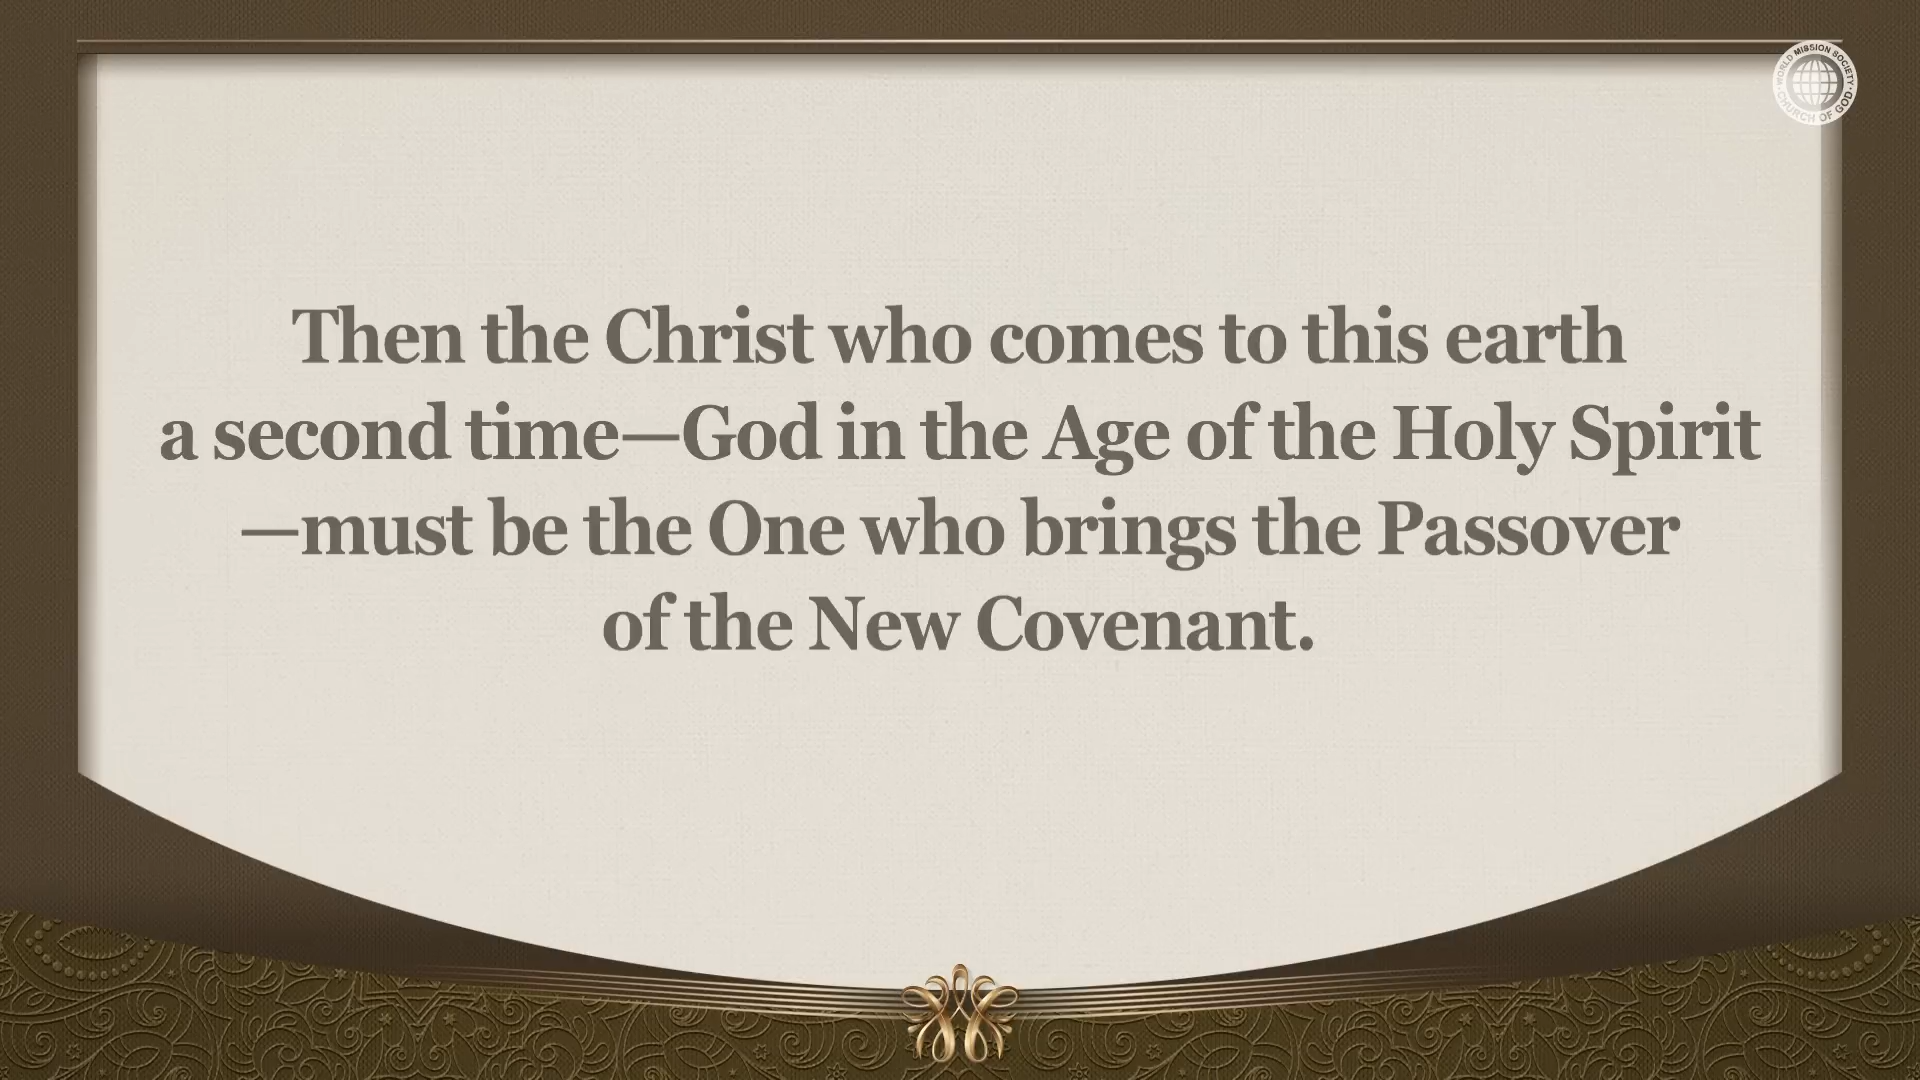 WORLD MISSION SOCIETY
CHURCH OF GOD
Then the Christ who comes to this earth
a second time—God in the Age of the Holy Spirit
—must be the One who brings the Passover
of the New Covenant.